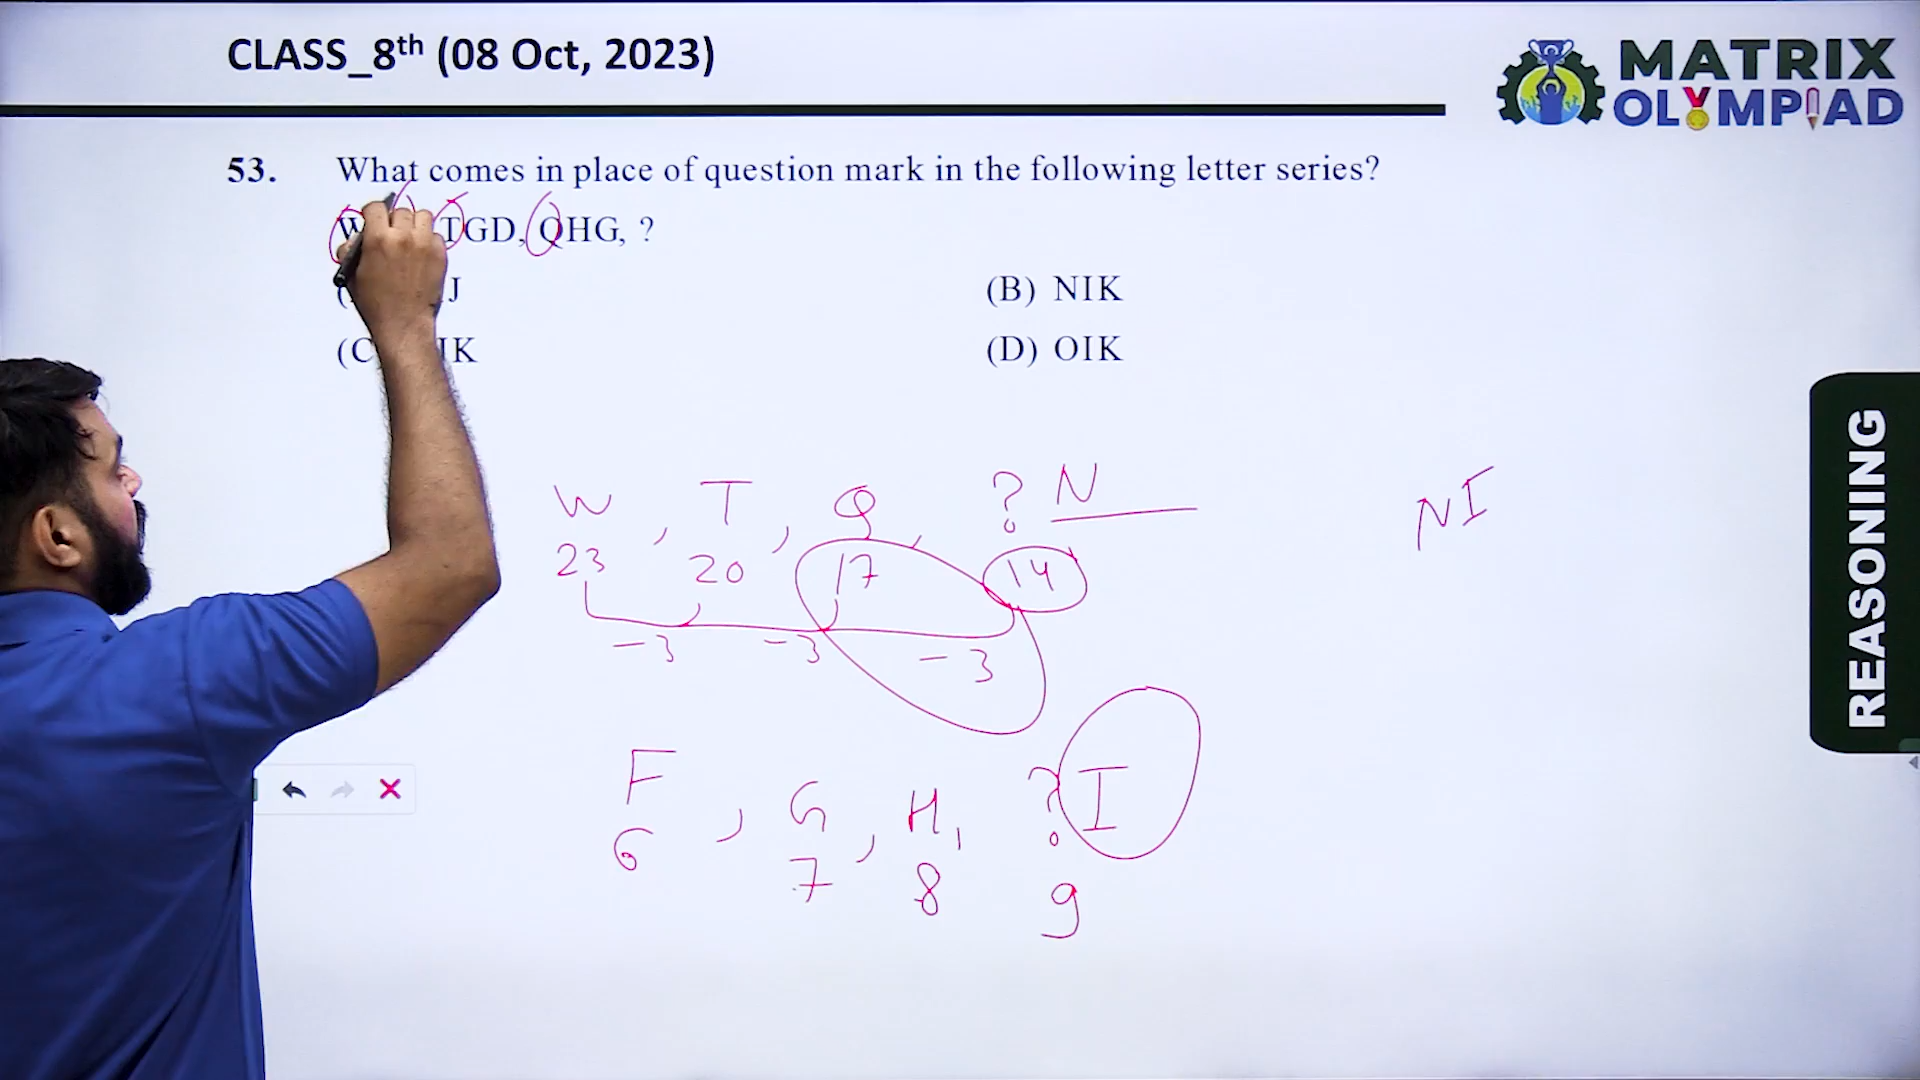 CLASS_8th (08 Oct, 2023)
MATRIX
OLYMPIAD
53. What comes in place of question mark in the following letter series?
TGD, QHG, ?
(B) NIK
(D) OIK
REASONING
W , T , Q , ? N
23 20 17 14
-3 -3 -3
NI
F , G , H , ? I
6 7 8 9